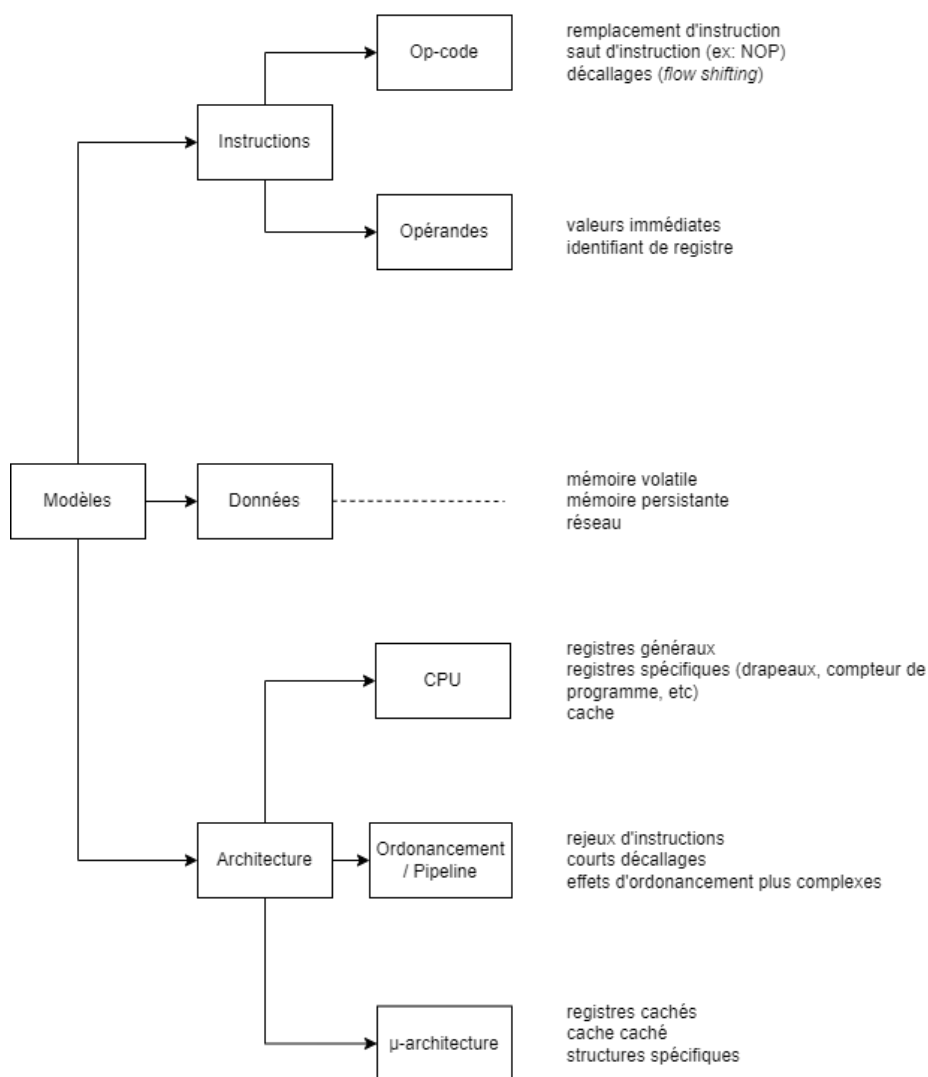 Op-code
remplacement d'instruction
saut d'instruction (ex: NOP)
décallages (flow shifting)
Instructions
Opérandes
valeurs immédiates
identifiant de registre
Modèles
Données
mémoire volatile
mémoire persistante
réseau
CPU
registres généraux
registres spécifiques (drapeaux, compteur de
programme, etc)
cache
Architecture
Ordonancement
/ Pipeline
rejeux d'instructions
courts décallages
effets d'ordonancement plus complexes
µ-architecture
registres cachés
cache caché
structures spécifiques